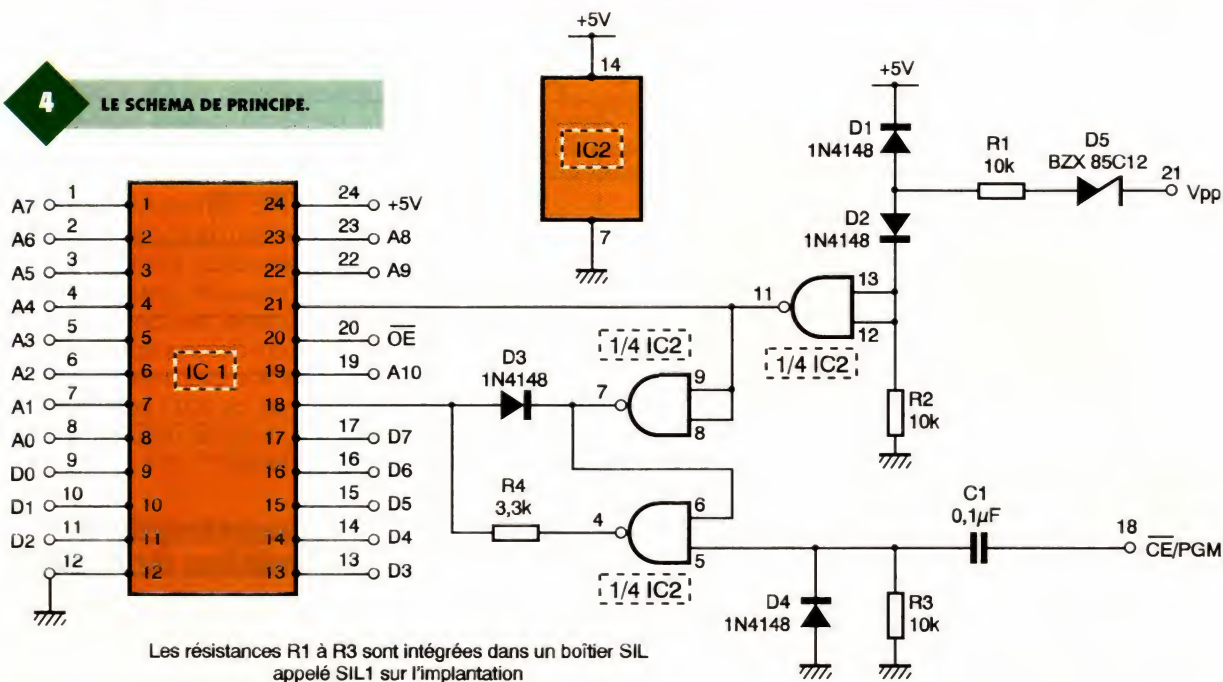 4 LE SCHEMA DE PRINCIPE.
+5V
14
IC2
7
+5V
D1
1N4148
R1
10k
D5
BZX 85C12
21
Vpp
D2
1N4148
13
12
11
1/4 IC2
R2
10k
A7 1 1 24 24 +5V
A6 2 2 23 23 A8
A5 3 3 22 22 A9
A4 4 4 21
A3 5 5 20 20 OE
A2 6 6 19 19 A10
A1 7 7 18
A0 8 8 17 17 D7
D0 9 9 16 16 D6
D1 10 10 15 15 D5
D2 11 11 14 14 D4
12 12 13 13 D3
IC 1
1/4 IC2
D3
1N4148
7
9
8
R4
3,3k
4
6
5
1/4 IC2
C1
0,1µF
18
CE/PGM
D4
1N4148
R3
10k
Les résistances R1 à R3 sont intégrées dans un boîtier SIL
appelé SIL1 sur l'implantation